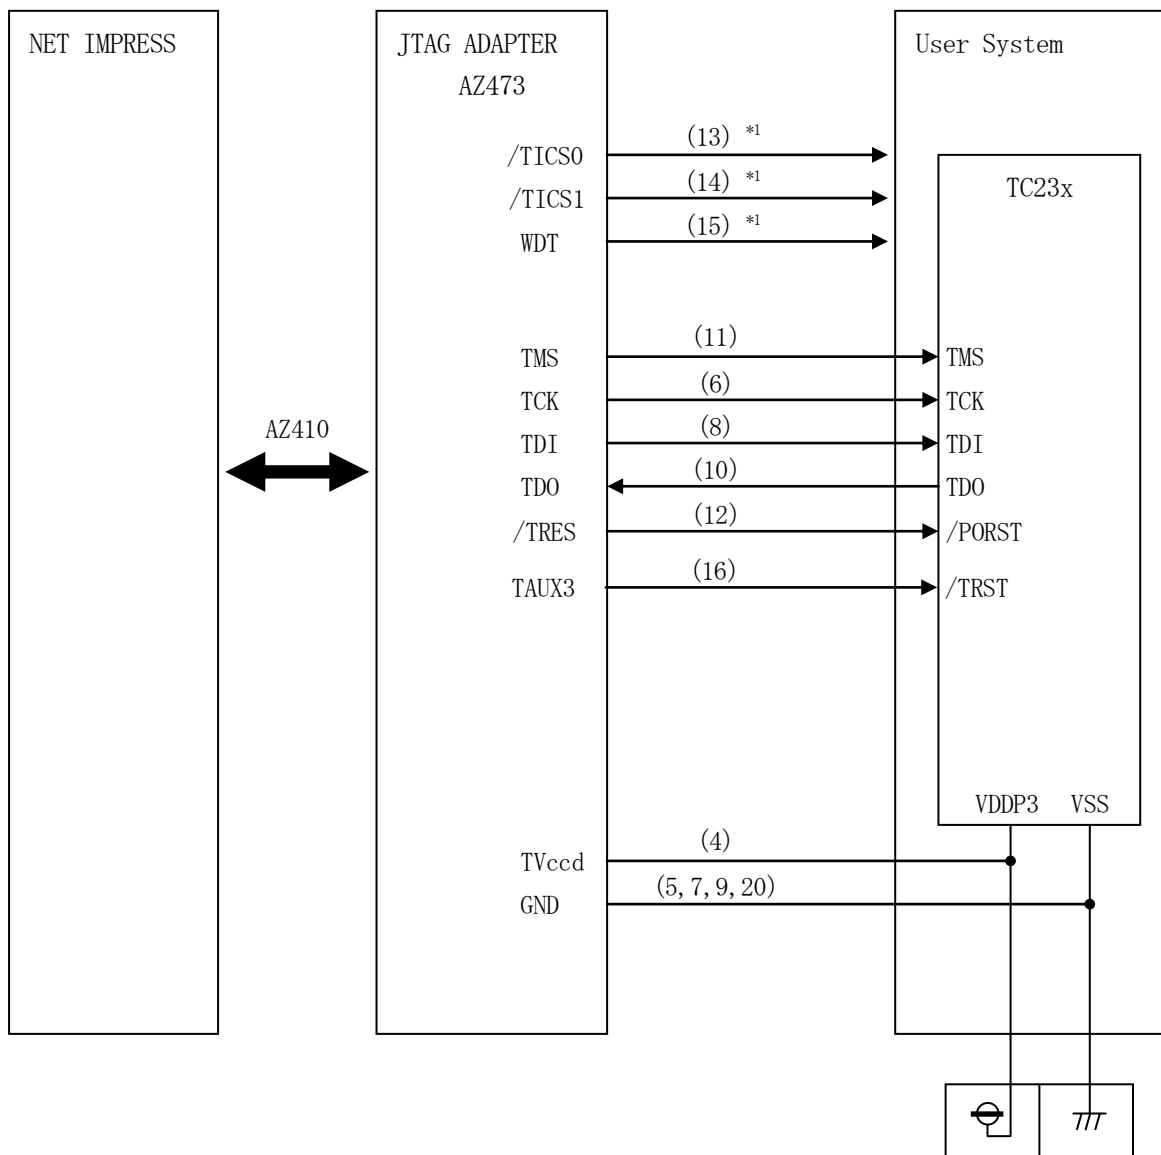 NET IMPRESS
JTAG ADAPTER
AZ473
User System
TC23x
/TICS0 (13) *1
/TICS1 (14) *1
WDT (15) *1
TMS (11) TMS
TCK (6) TCK
TDI (8) TDI
TDO (10) TDO
/TRES (12) /PORST
TAUX3 (16) /TRST
AZ410
VDDP3 VSS
TVccd (4)
GND (5,7,9,20)